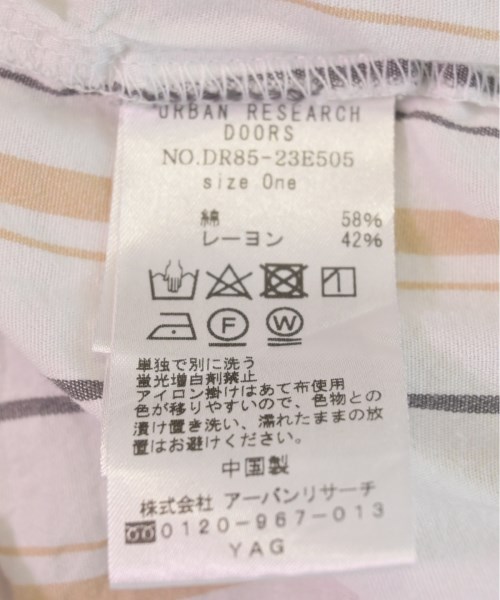 URBAN RESEARCH
DOORS
NO.DR85-23E505
size One
綿 58%
レーヨン 42%
F W
単独で別に洗う
蛍光増白剤禁止
アイロン掛けはあて布使用
色が移りやすいので、色物との
漬け置き洗い、濡れたままの放
置はお避けください。
中国製
株式会社 アーバンリサーチ
0120-967-013
YAG